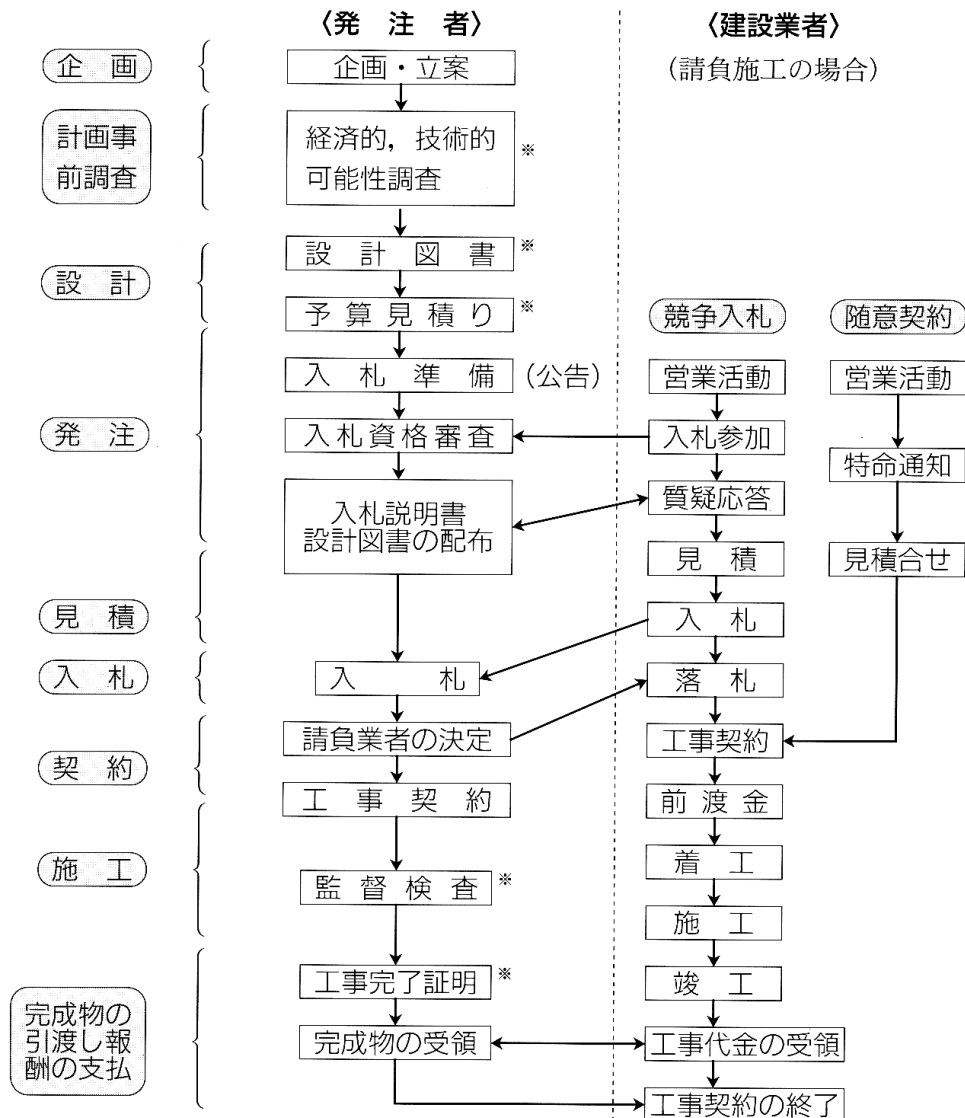 〈発注者〉
〈建設業者〉
(請負施工の場合)
企画
企画・立案
計画事
前調査
経済的，技術的
可能性調査
※
設計
設計図書
※
予算見積り
※
競争入札
随意契約
発注
入札準備
(公告)
営業活動
営業活動
入札資格審査
入札参加
特命通知
入札説明書
設計図書の配布
質疑応答
見積
見積合せ
見積
入札
入札
入札
落札
契約
請負業者の決定
工事契約
工事契約
前渡金
施工
着工
監督検査
※
施工
完成物の
引渡し報
酬の支払
工事完了証明
※
竣工
完成物の受領
工事代金の受領
工事契約の終了